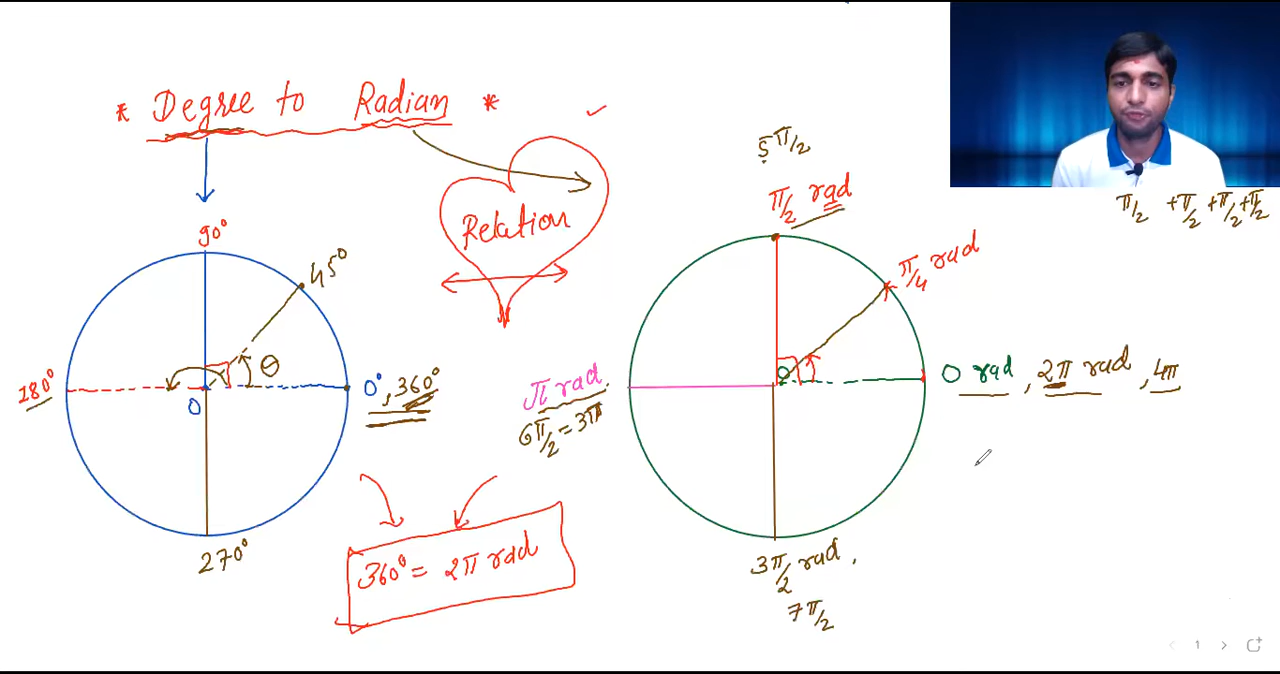 * Degree to Radian *
Relation
90°
45°
θ
180°
0
0°, 360°
270°
360° = 2π rad
5π/2
π/2 rad
π/2 + π/2 + π/2 + π/2
π/4 rad
π rad
6π/2 = 3π
0 rad, 2π rad, 4π
3π/2 rad,
7π/2
1